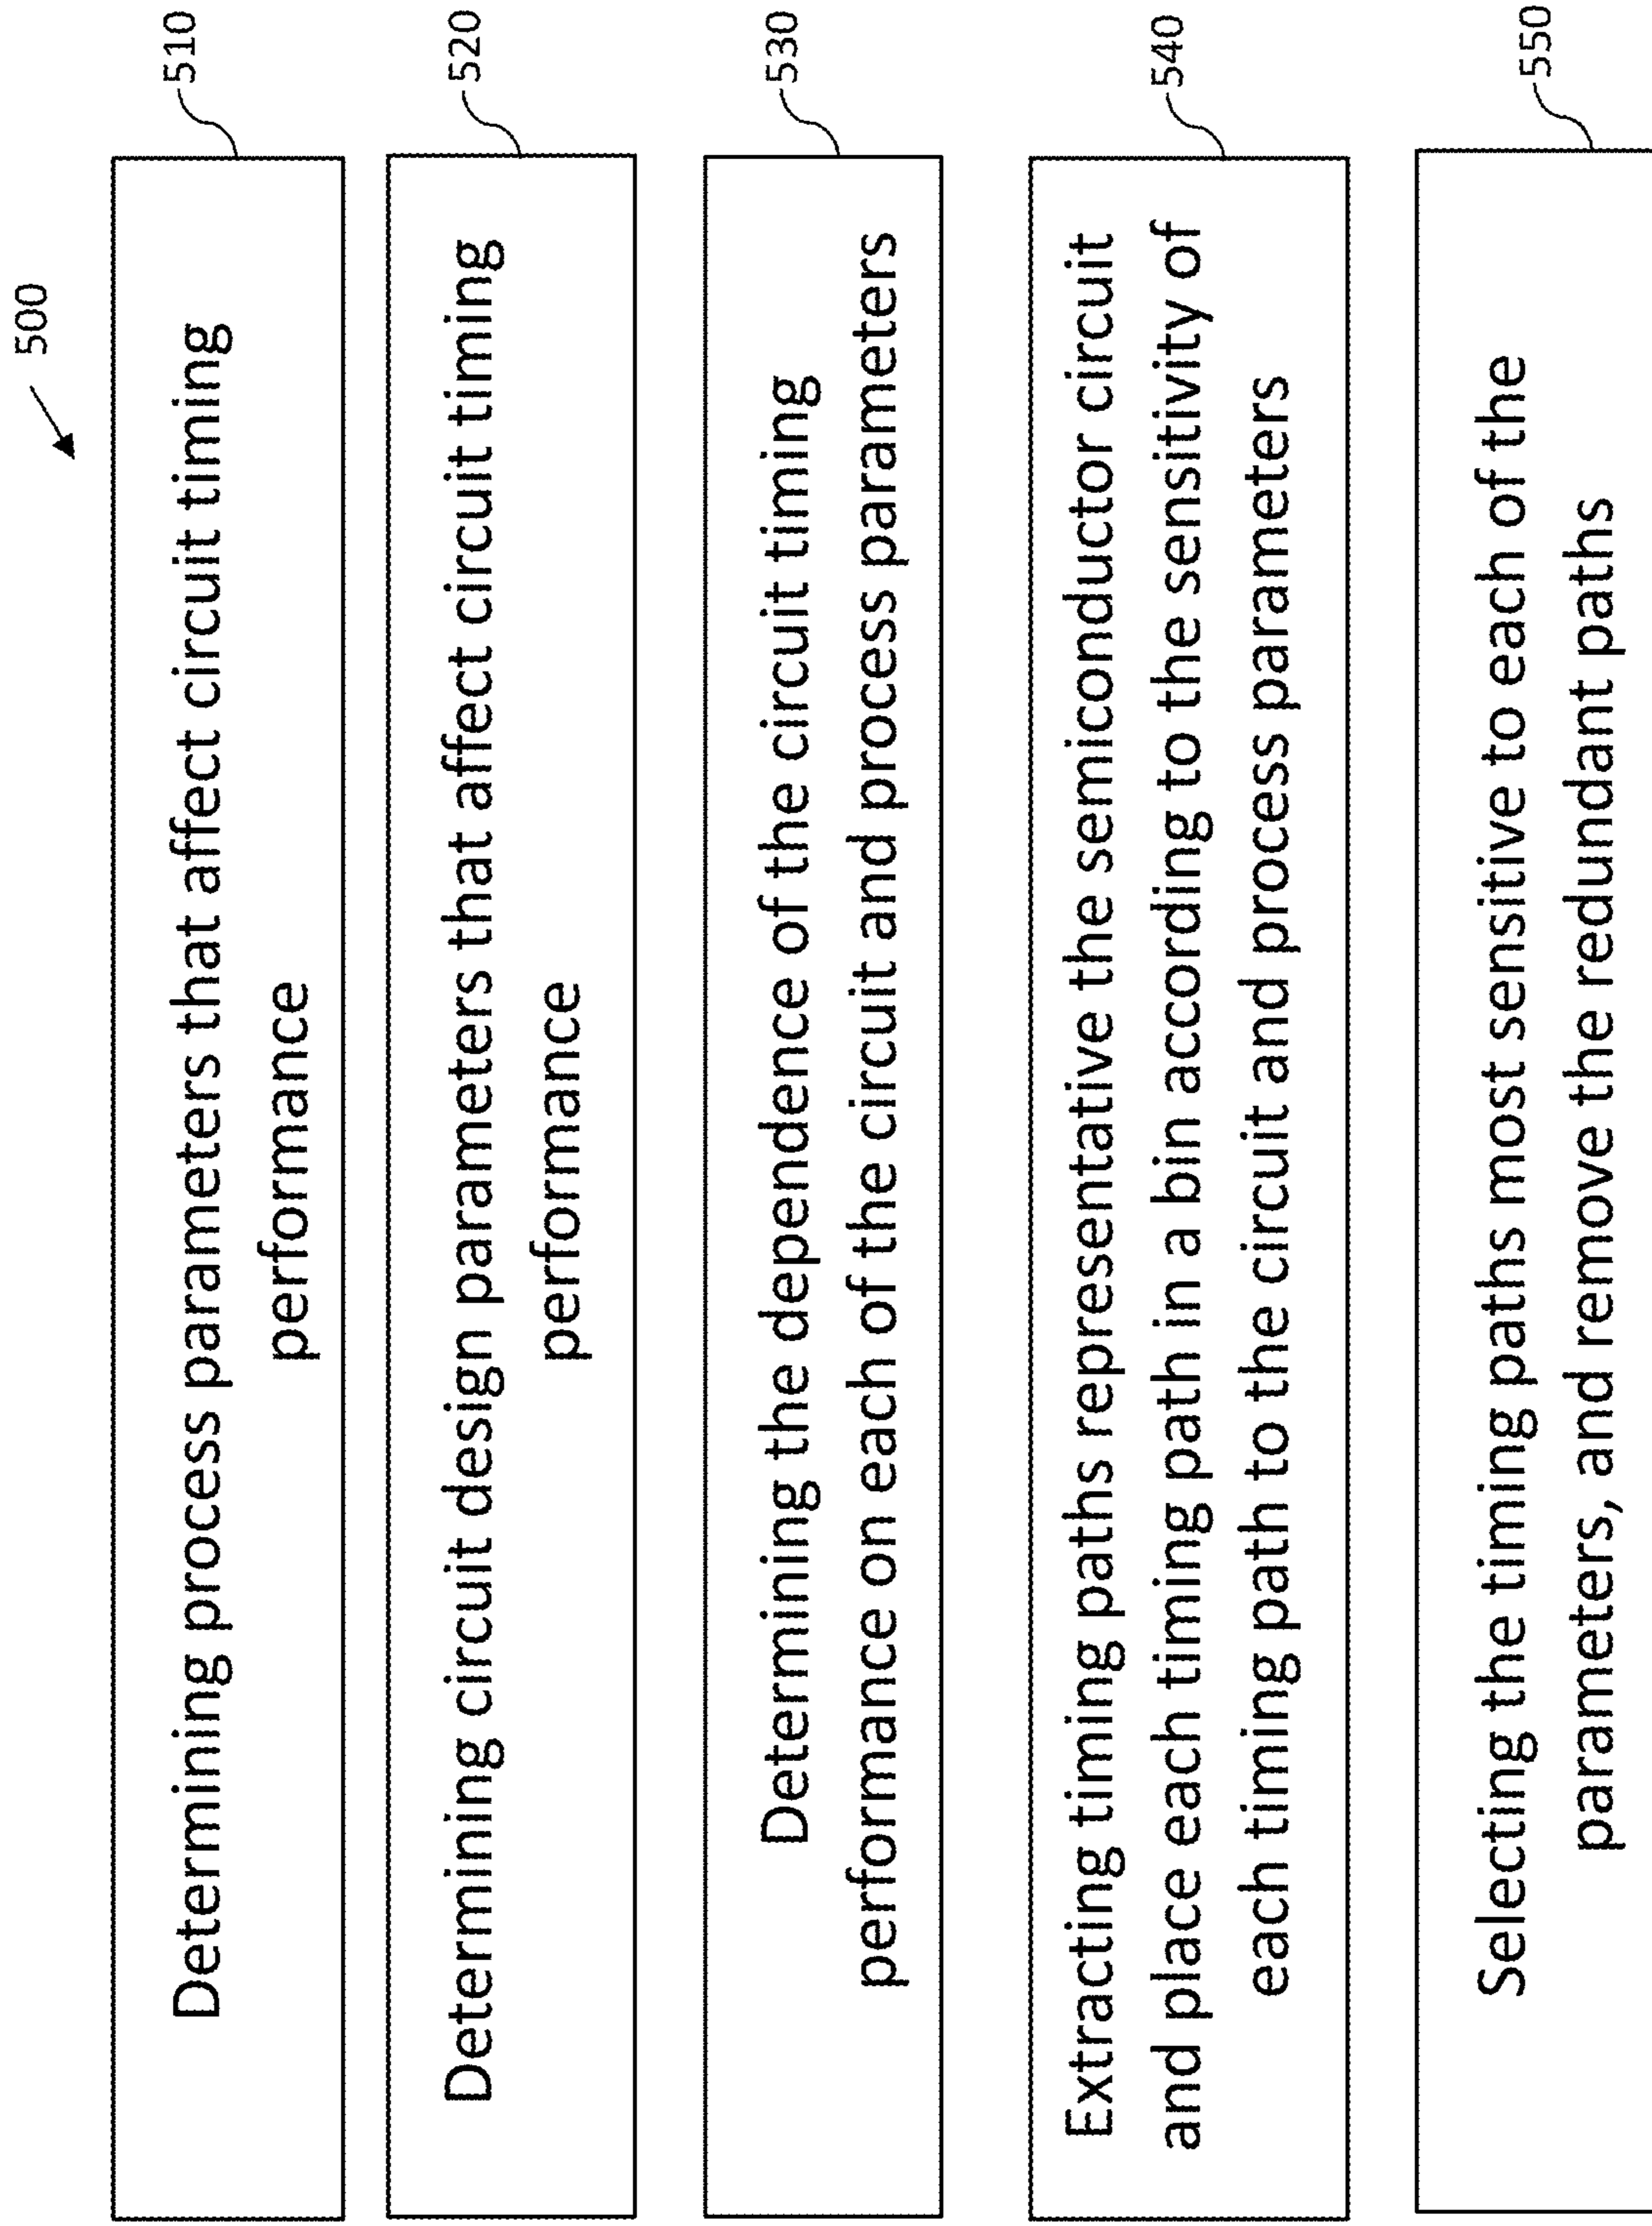 500
Determining process parameters that affect circuit timing
performance
510
Determining circuit design parameters that affect circuit timing
performance
520
Determining the dependence of the circuit timing
performance on each of the circuit and process parameters
530
Extracting timing paths representative the semiconductor circuit
and place each timing path in a bin according to the sensitivity of
each timing path to the circuit and process parameters
540
Selecting the timing paths most sensitive to each of the
parameters, and remove the redundant paths
550